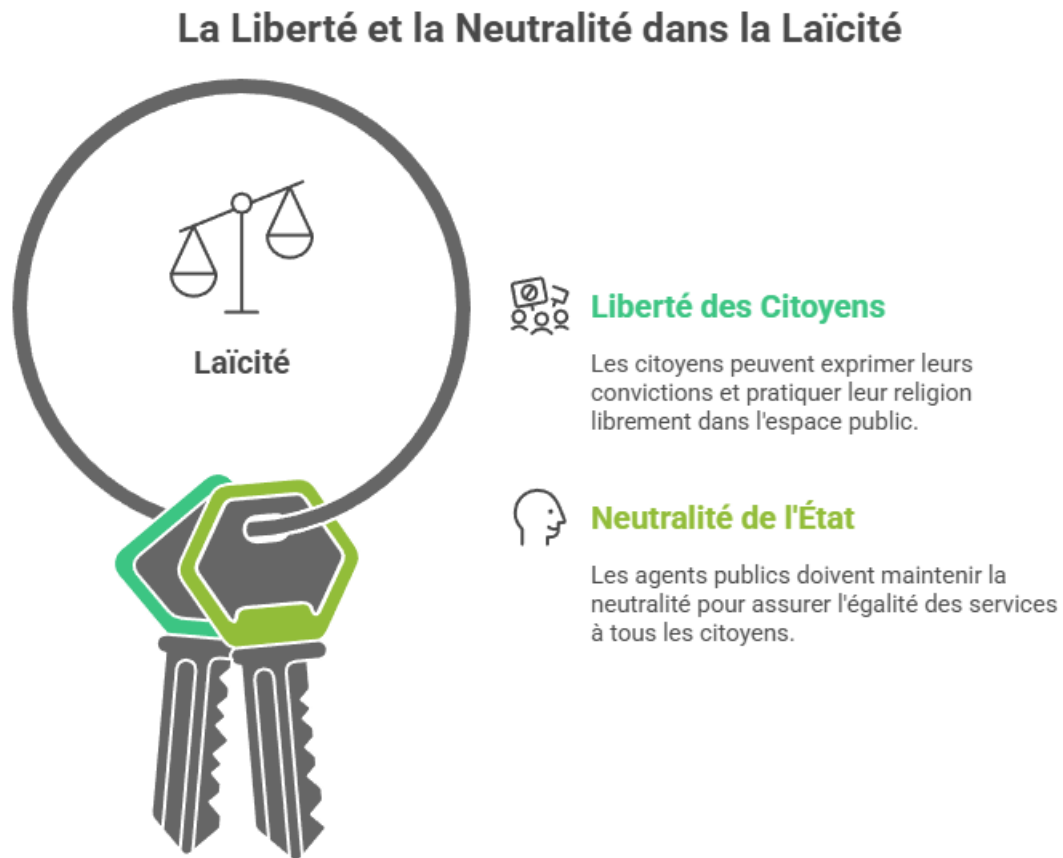 La Liberté et la Neutralité dans la Laïcité
Laïcité
Liberté des Citoyens
Les citoyens peuvent exprimer leurs
convictions et pratiquer leur religion
librement dans l'espace public.
Neutralité de l'État
Les agents publics doivent maintenir la
neutralité pour assurer l'égalité des services
à tous les citoyens.